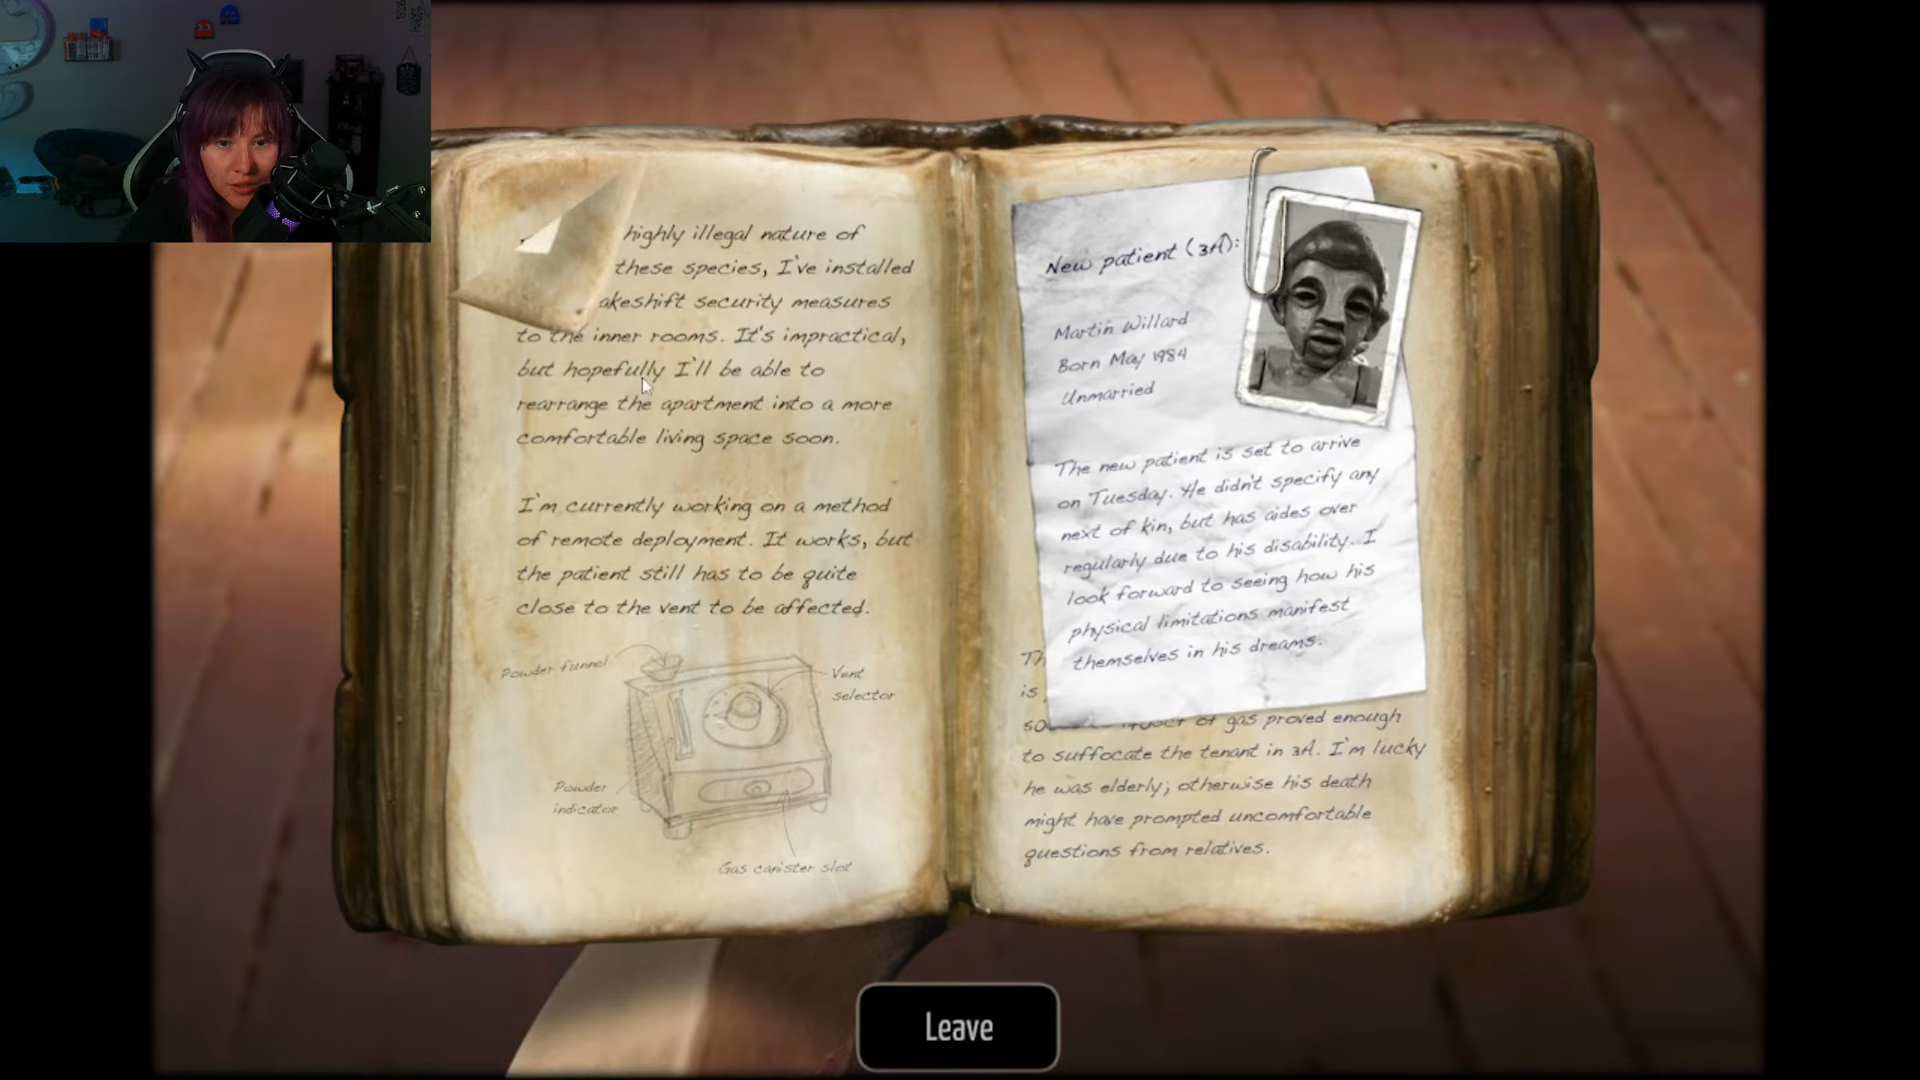 highly illegal nature of
these species, I've installed
akeshift security measures
to the inner rooms. It's impractical,
but hopefully I'll be able to
rearrange the apartment into a more
comfortable living space soon.
I'm currently working on a method
of remote deployment. It works, but
the patient still has to be quite
close to the vent to be affected.
Powder funnel
Vent
selector
Powder
indicator
Gas canister slot
New patient (3A):
Martin Willard
Born May 1984
Unmarried
The new patient is set to arrive
on Tuesday. He didn't specify any
next of kin, but has aides over
regularly due to his disability. I
look forward to seeing how his
physical limitations manifest
themselves in his dreams.
Th
is
so
of gas proved enough
to suffocate the tenant in 3A. I'm lucky
he was elderly; otherwise his death
might have prompted uncomfortable
questions from relatives.
Leave